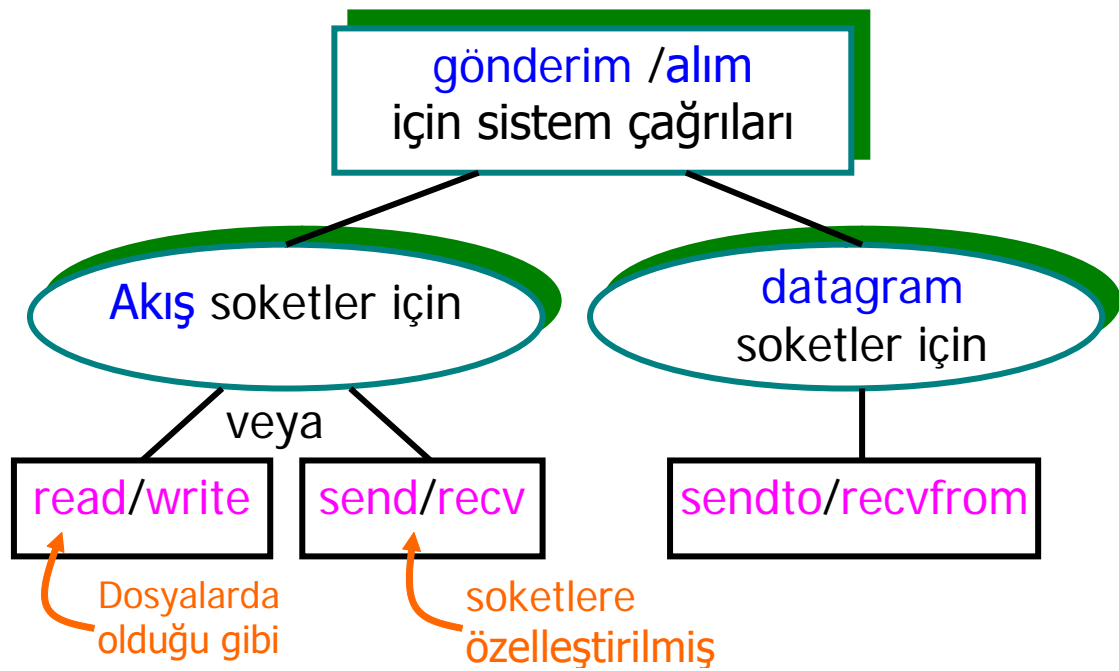 gönderim /alım
için sistem çağrıları
Akış soketler için
datagram
soketler için
veya
read/write
send/recv
sendto/recvfrom
Dosyalarda
olduğu gibi
soketlere
özelleştirilmiş